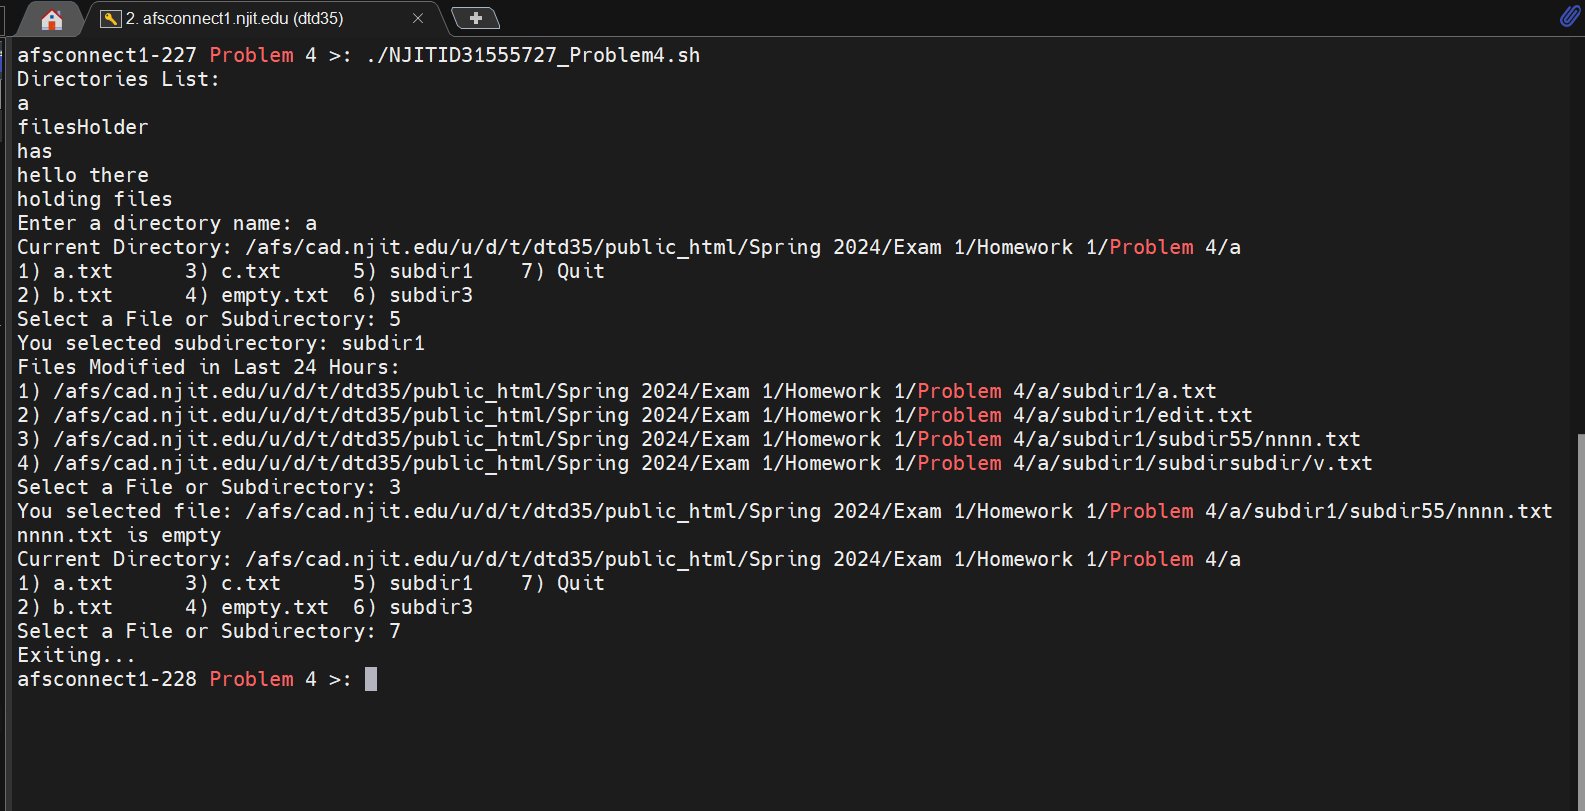 2. afsconnect1.njit.edu (dtd35)
afsconnect1-227 Problem 4 >: ./NJITID31555727_Problem4.sh
Directories List:
a
filesHolder
has
hello there
holding files
Enter a directory name: a
Current Directory: /afs/cad.njit.edu/u/d/t/dtd35/public_html/Spring 2024/Exam 1/Homework 1/Problem 4/a
1) a.txt      3) c.txt      5) subdir1    7) Quit
2) b.txt      4) empty.txt  6) subdir3
Select a File or Subdirectory: 5
You selected subdirectory: subdir1
Files Modified in Last 24 Hours:
1) /afs/cad.njit.edu/u/d/t/dtd35/public_html/Spring 2024/Exam 1/Homework 1/Problem 4/a/subdir1/a.txt
2) /afs/cad.njit.edu/u/d/t/dtd35/public_html/Spring 2024/Exam 1/Homework 1/Problem 4/a/subdir1/edit.txt
3) /afs/cad.njit.edu/u/d/t/dtd35/public_html/Spring 2024/Exam 1/Homework 1/Problem 4/a/subdir1/subdir55/nnnn.txt
4) /afs/cad.njit.edu/u/d/t/dtd35/public_html/Spring 2024/Exam 1/Homework 1/Problem 4/a/subdir1/subdirsubdir/v.txt
Select a File or Subdirectory: 3
You selected file: /afs/cad.njit.edu/u/d/t/dtd35/public_html/Spring 2024/Exam 1/Homework 1/Problem 4/a/subdir1/subdir55/nnnn.txt
nnnn.txt is empty
Current Directory: /afs/cad.njit.edu/u/d/t/dtd35/public_html/Spring 2024/Exam 1/Homework 1/Problem 4/a
1) a.txt      3) c.txt      5) subdir1    7) Quit
2) b.txt      4) empty.txt  6) subdir3
Select a File or Subdirectory: 7
Exiting...
afsconnect1-228 Problem 4 >: